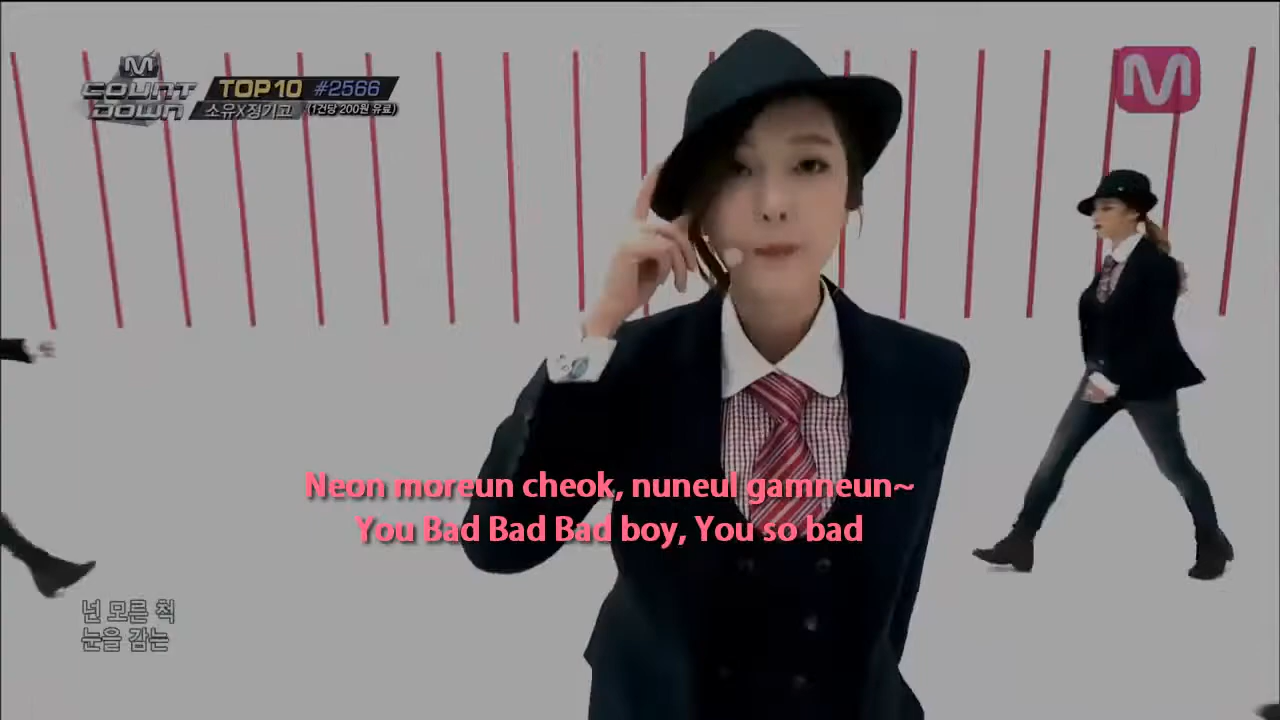 M
COUNT
DOWN
TOP10 #2566
소유X정기고 (1건당 200원 유료)
M
Neon moreun cheok, nuneul gamneun~
You Bad Bad Bad boy, You so bad
넌 모른 척
눈을 감는